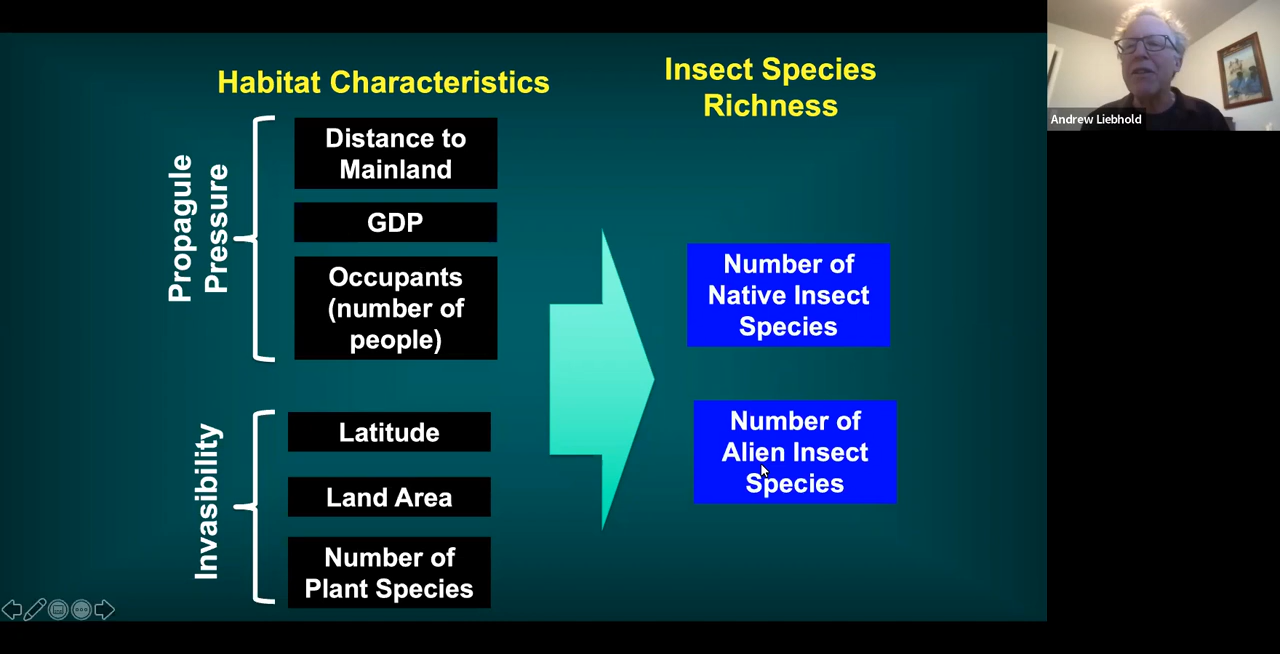 Habitat Characteristics
Insect Species
Richness
Propagule
Pressure
Distance to
Mainland
GDP
Occupants
(number of
people)
Invasibility
Latitude
Land Area
Number of
Plant Species
Number of
Native Insect
Species
Number of
Alien Insect
Species
Andrew Liebhold